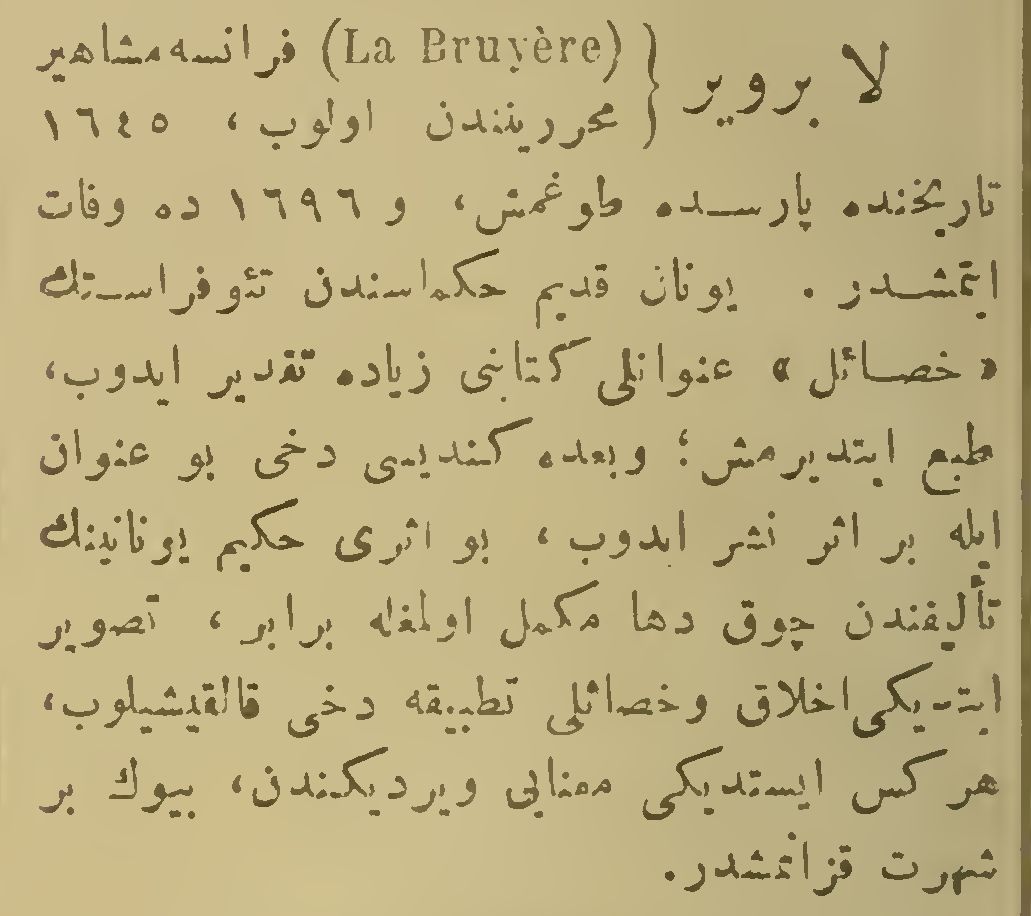 لا برویر {(La Bruyère) فرانسه مشاهیر
محررینندن اولوب، ١٦٤٥
تاریخنده پارسده طوغمش، و ١٦٩٦ ده وفات
ایتمشدر. یونان قدیم حکماسندن تئوفراستك
«خصائل» عنوانلی کتابنی زیاده تقدیر ایدوب،
طبع ایتدیرمش؛ وبعده کندیسی دخی بو عنوان
ایله بر اثر نشر ایدوب، بو اثری حکیم یونانینك
تألیفندن چوق دها مکمل اولمغله برابر، تصویر
ایتدیکی اخلاق وخصائلی تطبیقه دخی قالقیشیلوب،
هر کس ایستدیکی معنایی ویردیکندن، بیوك بر
شهرت قزانمشدر.